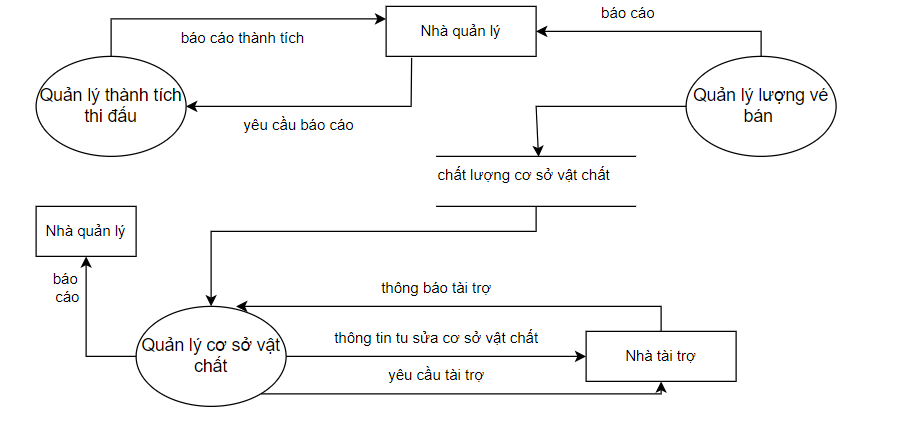 báo cáo
Nhà quản lý
báo cáo thành tích
Quản lý thành tích
thi đấu
Quản lý lượng vé
bán
yêu cầu báo cáo
chất lượng cơ sở vật chất
Nhà quản lý
báo
cáo
thông báo tài trợ
thông tin tu sửa cơ sở vật chất
Quản lý cơ sở vật
chất
Nhà tài trợ
yêu cầu tài trợ